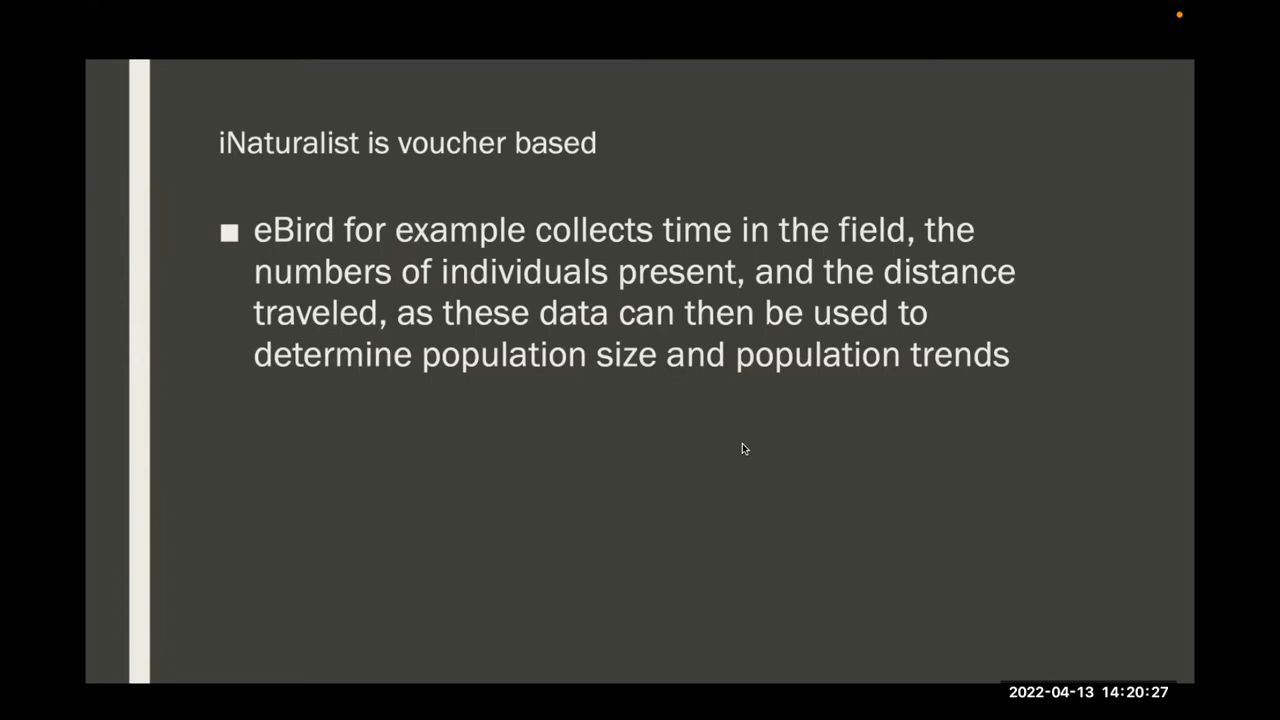 iNaturalist is voucher based
■ eBird for example collects time in the field, the
numbers of individuals present, and the distance
traveled, as these data can then be used to
determine population size and population trends
2022-04-13 14:20:27